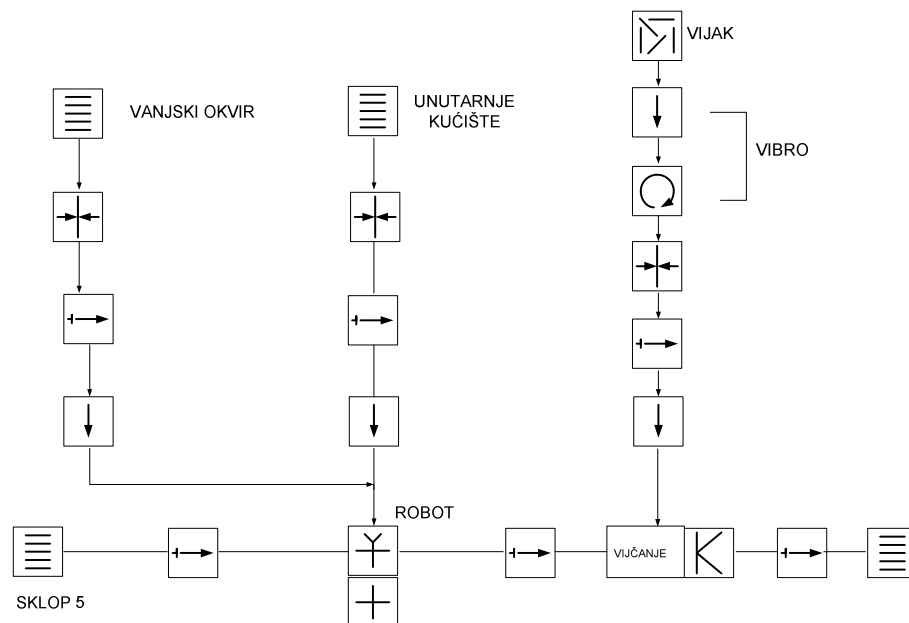 VIJAK
VANJSKI OKVIR
UNUTARNJE
KUĆIŠTE
VIBRO
ROBOT
VIJČANJE
SKLOP 5